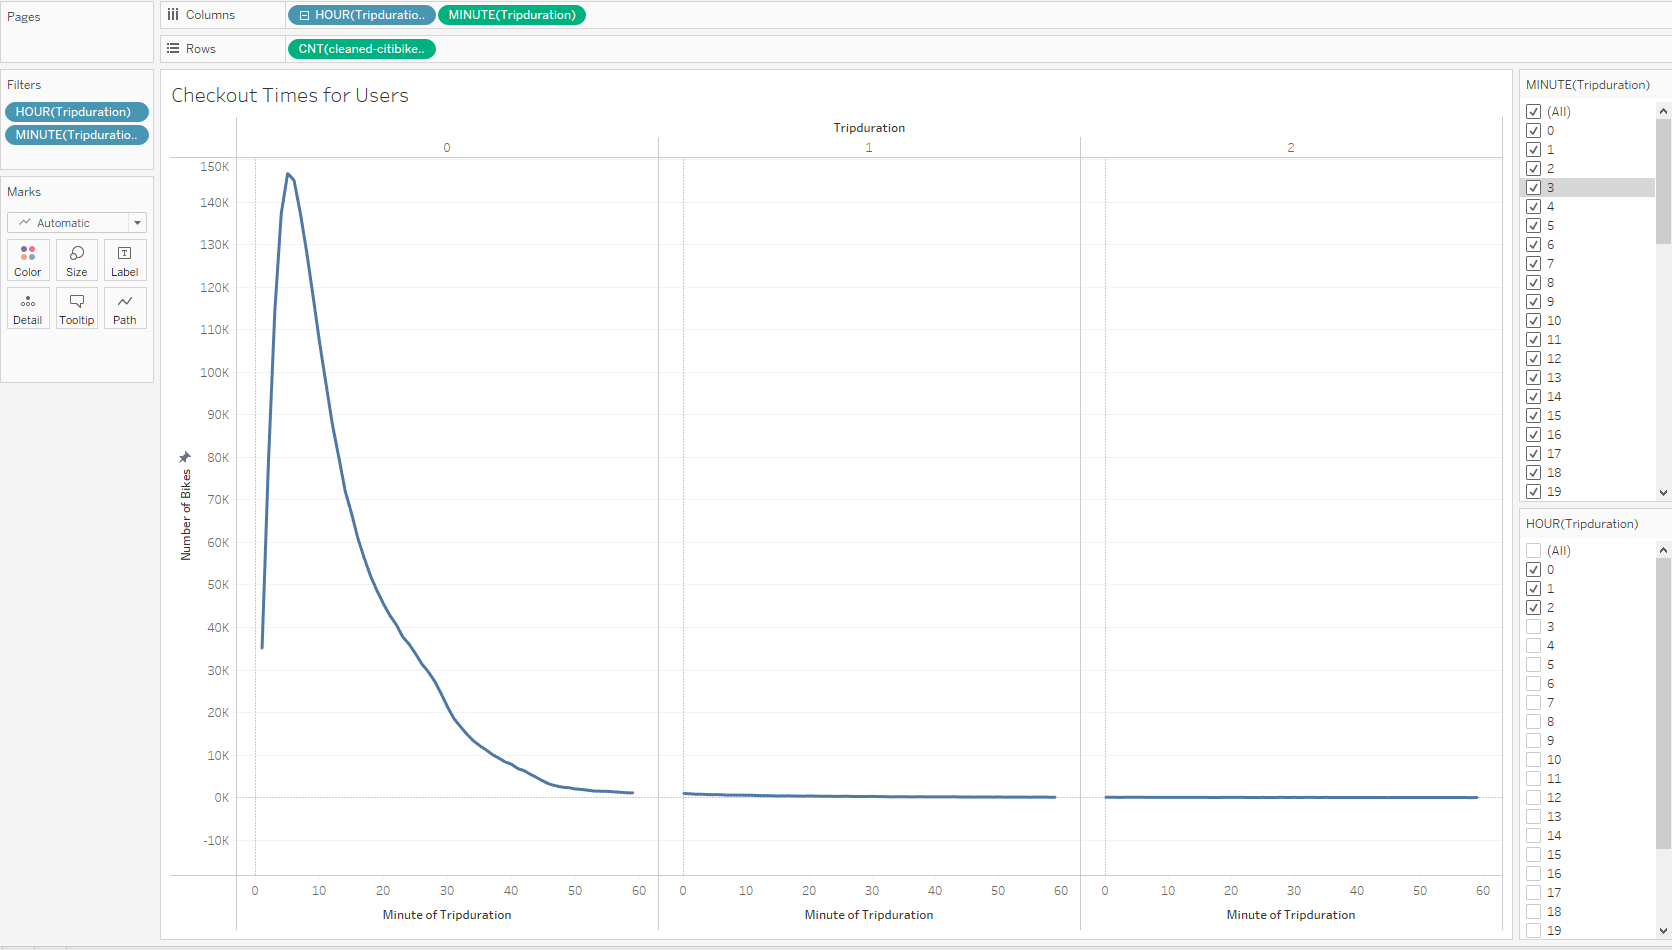 Pages
Columns
HOUR(Tripduratio..
MINUTE(Tripduration)
Rows
CNT(cleaned-citibike..
Filters
HOUR(Tripduration)
MINUTE(Tripduratio..
Marks
Automatic
Color
Size
Label
Detail
Tooltip
Path
Checkout Times for Users
Tripduration
0
1
2
150K
140K
130K
120K
110K
100K
90K
80K
70K
60K
50K
40K
30K
20K
10K
0K
-10K
Number of Bikes
0 10 20 30 40 50 60
0 10 20 30 40 50 60
0 10 20 30 40 50 60
Minute of Tripduration
Minute of Tripduration
Minute of Tripduration
MINUTE(Tripduration)
(All)
0
1
2
3
4
5
6
7
8
9
10
11
12
13
14
15
16
17
18
19
HOUR(Tripduration)
(All)
0
1
2
3
4
5
6
7
8
9
10
11
12
13
14
15
16
17
18
19